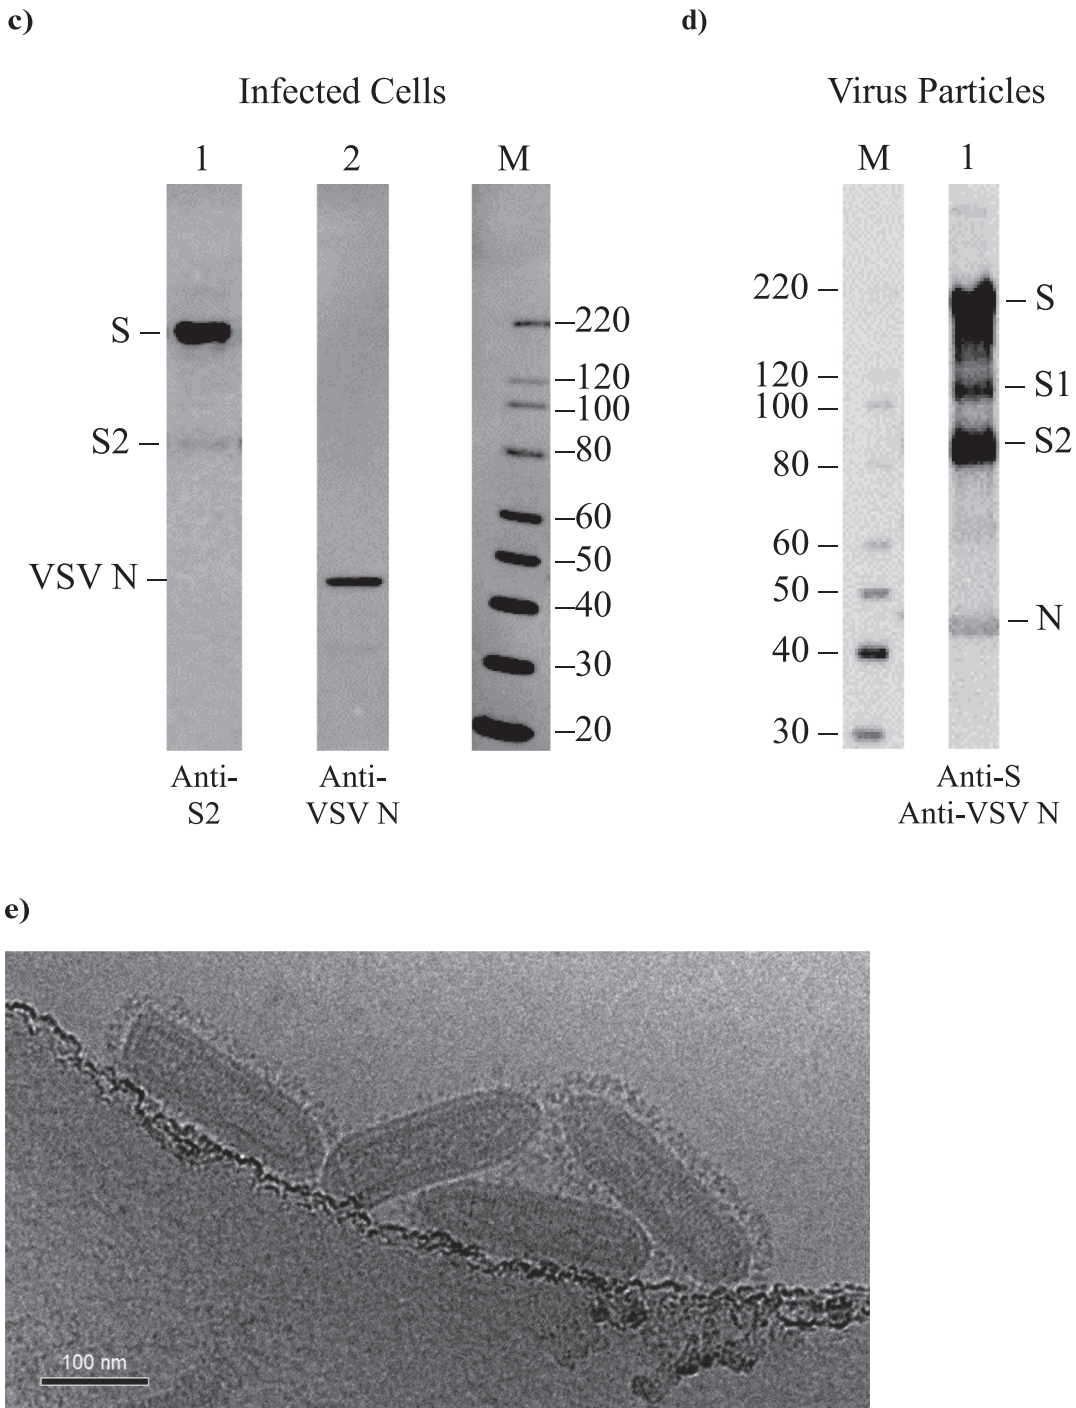 c)
Infected Cells
1 2 M
S –
S2 –
VSV N –
–220
–120
–100
–80
–60
–50
–40
–30
–20
Anti-
S2
Anti-
VSV N
d)
Virus Particles
M 1
220 –
120 –
100 –
80 –
60 –
50 –
40 –
30 –
– S
– S1
– S2
– N
Anti-S
Anti-VSV N
e)
100 nm